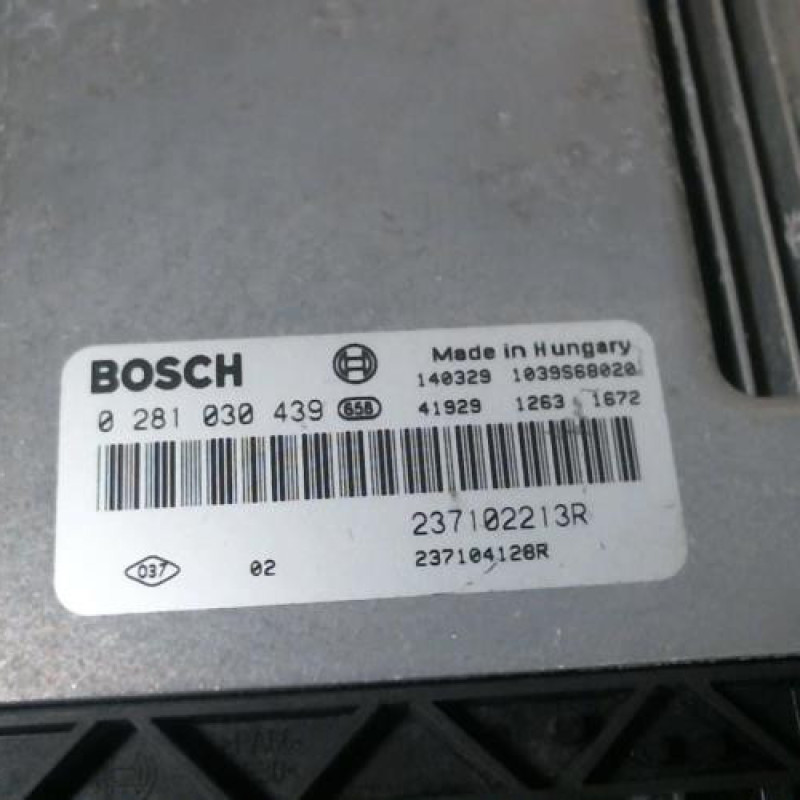 BOSCH
Made in Hungary
140329 1039S68020
0 281 030 439 658
41929 1263 1672
237102213R
237104128R
037 02